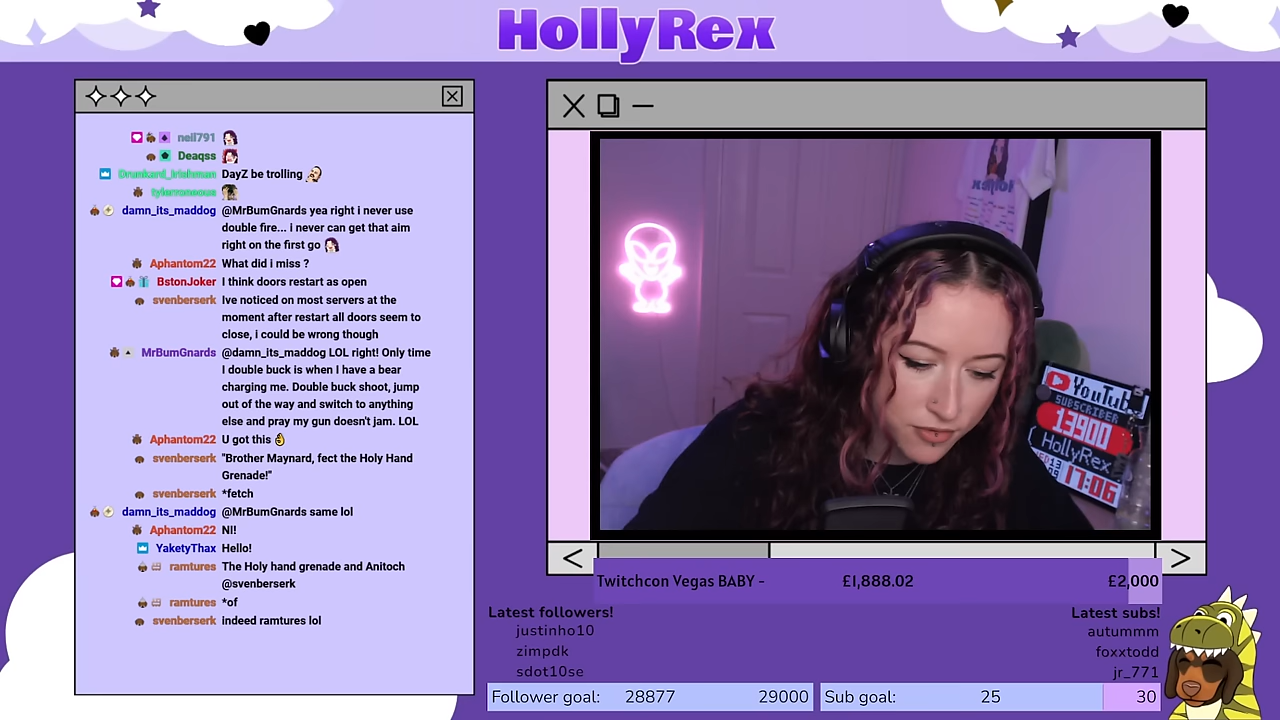 HollyRex
neil791
Deaqss
Drunkard_Irishman DayZ be trolling
tylerroneous
damn_its_maddog @MrBumGnards yea right i never use
double fire... i never can get that aim
right on the first go
Aphantom22 What did i miss ?
BstonJoker I think doors restart as open
svenberserk Ive noticed on most servers at the
moment after restart all doors seem to
close, i could be wrong though
MrBumGnards @damn_its_maddog LOL right! Only time
I double buck is when I have a bear
charging me. Double buck shoot, jump
out of the way and switch to anything
else and pray my gun doesn't jam. LOL
Aphantom22 U got this 👌
svenberserk "Brother Maynard, fect the Holy Hand
Grenade!"
svenberserk *fetch
damn_its_maddog @MrBumGnards same lol
Aphantom22 NI!
YaketyThax Hello!
ramtures The Holy hand grenade and Anitoch
@svenberserk
ramtures *of
svenberserk indeed ramtures lol
YouTub
SUBSCRIBER
13900
HollyRex
17:06
Twitchcon Vegas BABY - £1,888.02 £2,000
Latest followers!
justinho10
zimpdk
sdot10se
Latest subs!
autummm
foxxtodd
jr_771
Follower goal: 28877 29000
Sub goal: 25 30